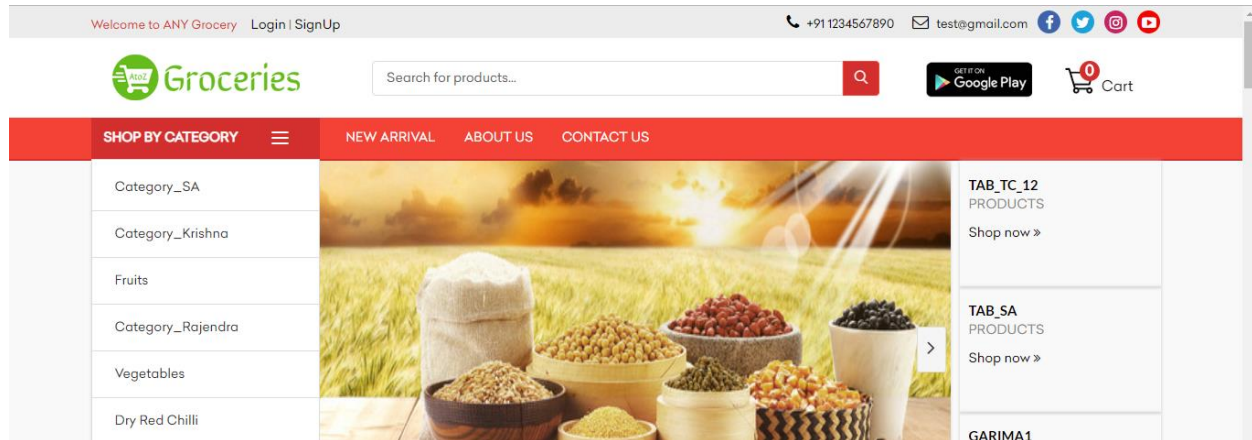 Welcome to ANY Grocery Login | SignUp
+91 1234567890 test@gmail.com
AtoZ Groceries
Search for products...
GET IT ON
Google Play
0
Cart
SHOP BY CATEGORY
NEW ARRIVAL ABOUT US CONTACT US
Category_SA
Category_Krishna
Fruits
Category_Rajendra
Vegetables
Dry Red Chilli
TAB_TC_12
PRODUCTS
Shop now »
TAB_SA
PRODUCTS
Shop now »
GARIMA1